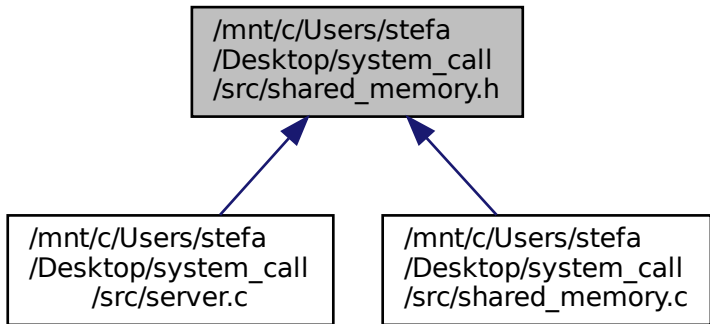 /mnt/c/Users/stefa
/Desktop/system_call
/src/shared_memory.h
/mnt/c/Users/stefa
/Desktop/system_call
/src/server.c
/mnt/c/Users/stefa
/Desktop/system_call
/src/shared_memory.c